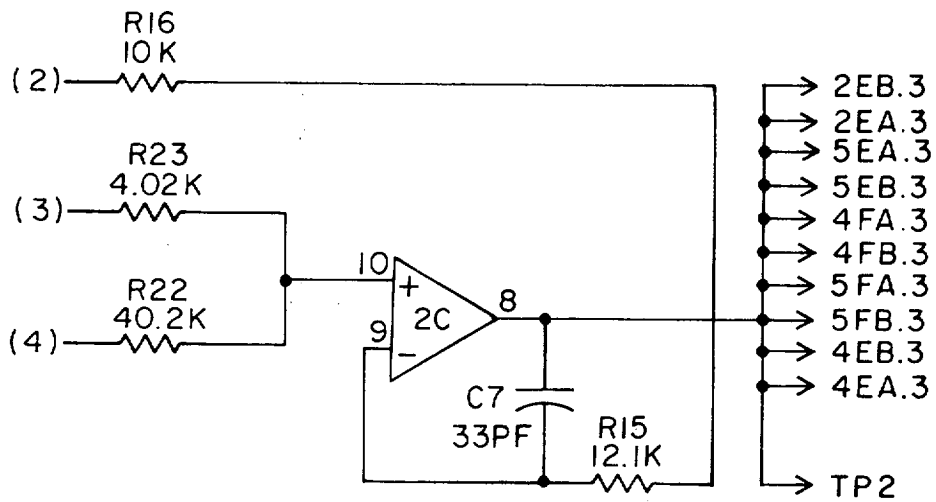 R16
10K
(2)
R23
4.02K
(3)
R22
40.2K
(4)
10
+
9
-
2C
8
C7
33PF
R15
12.1K
2EB.3
2EA.3
5EA.3
5EB.3
4FA.3
4FB.3
5FA.3
5FB.3
4EB.3
4EA.3
TP2